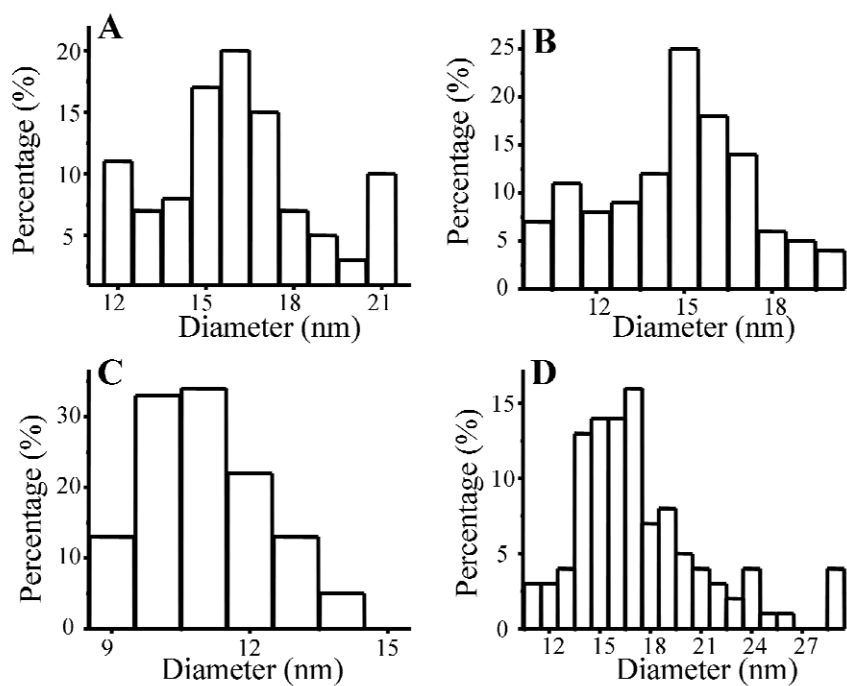 A
Percentage (%)
20
15
10
5
12 15 18 21
Diameter (nm)
B
Percentage (%)
25
20
15
10
5
0
12 15 18
Diameter (nm)
C
Percentage (%)
30
20
10
0
9 12 15
Diameter (nm)
D
Percentage (%)
15
10
5
0
12 15 18 21 24 27
Diameter (nm)